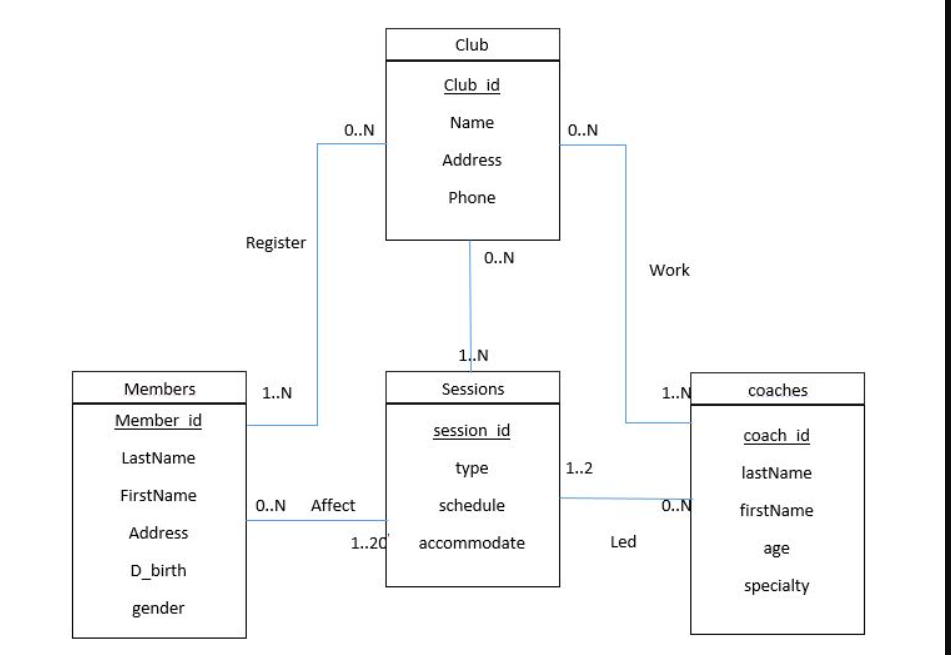 Club
Club_id
Name
Address
Phone
0..N
0..N
0..N
Register
Work
1..N
1..N
1..N
Members
Member_id
LastName
FirstName
Address
D_birth
gender
Sessions
session_id
type
schedule
accommodate
coaches
coach_id
lastName
firstName
age
specialty
0..N
Affect
1..20
1..2
0..N
Led